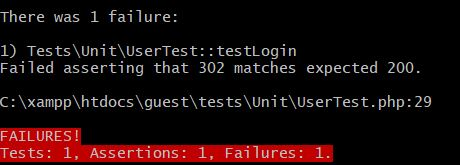 There was 1 failure:
1) Tests\Unit\UserTest::testLogin
Failed asserting that 302 matches expected 200.
C:\xampp\htdocs\guest\tests\Unit\UserTest.php:29
FAILURES!
Tests: 1, Assertions: 1, Failures: 1.